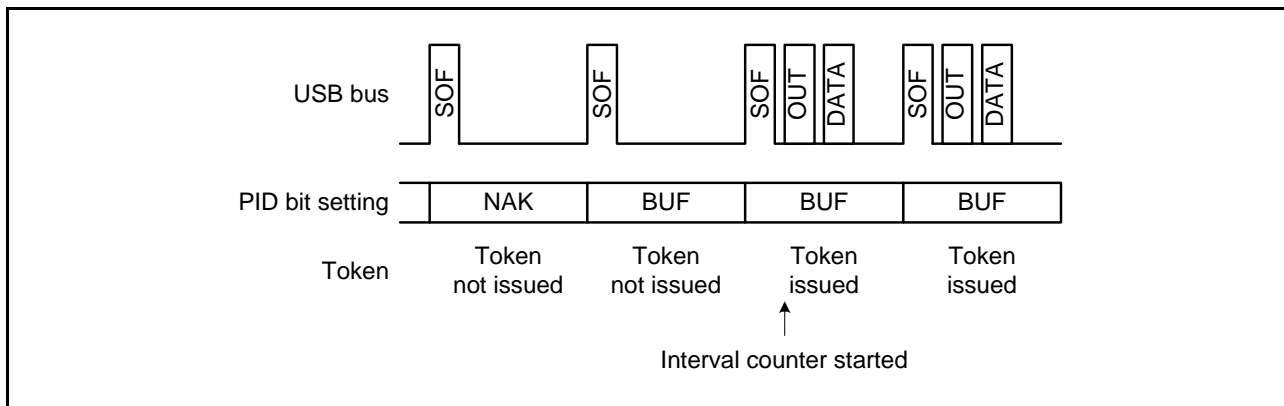 USB bus
SOF
SOF
SOF
OUT
DATA
SOF
OUT
DATA
PID bit setting
NAK
BUF
BUF
BUF
Token
Token
not issued
Token
not issued
Token
issued
Token
issued
Interval counter started